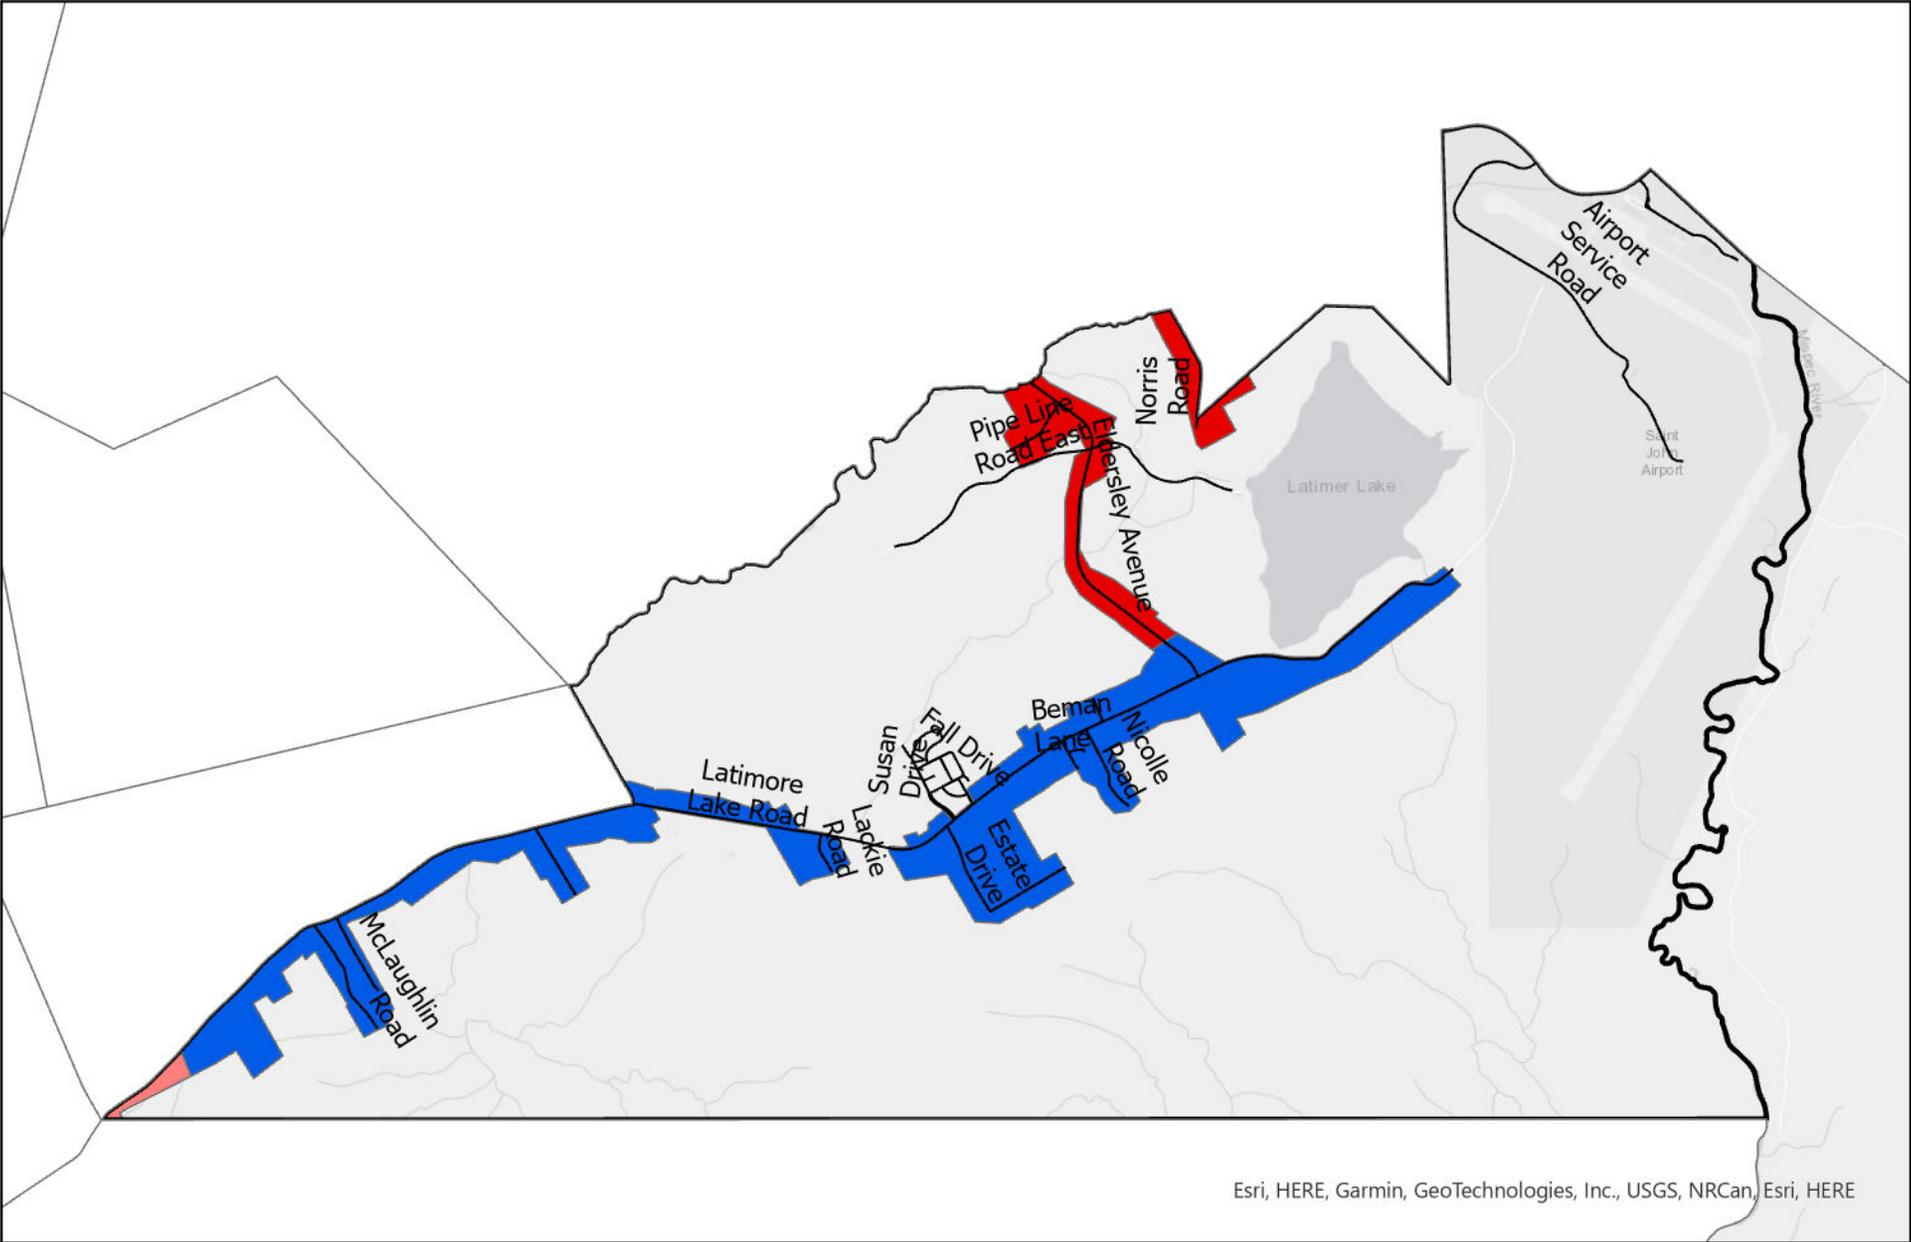 Airport
Service
Road
Mispec River
Norris
Road
Pipe Line
Road East
Eldersley Avenue
Saint
John
Airport
Latimer Lake
Beman
Lane
Nicolle
Road
Fall Drive
Susan
Drive
Latimore
Lake Road
Lackie
Road
Estate
Drive
McLaughlin
Road
Esri, HERE, Garmin, GeoTechnologies, Inc., USGS, NRCan, Esri, HERE